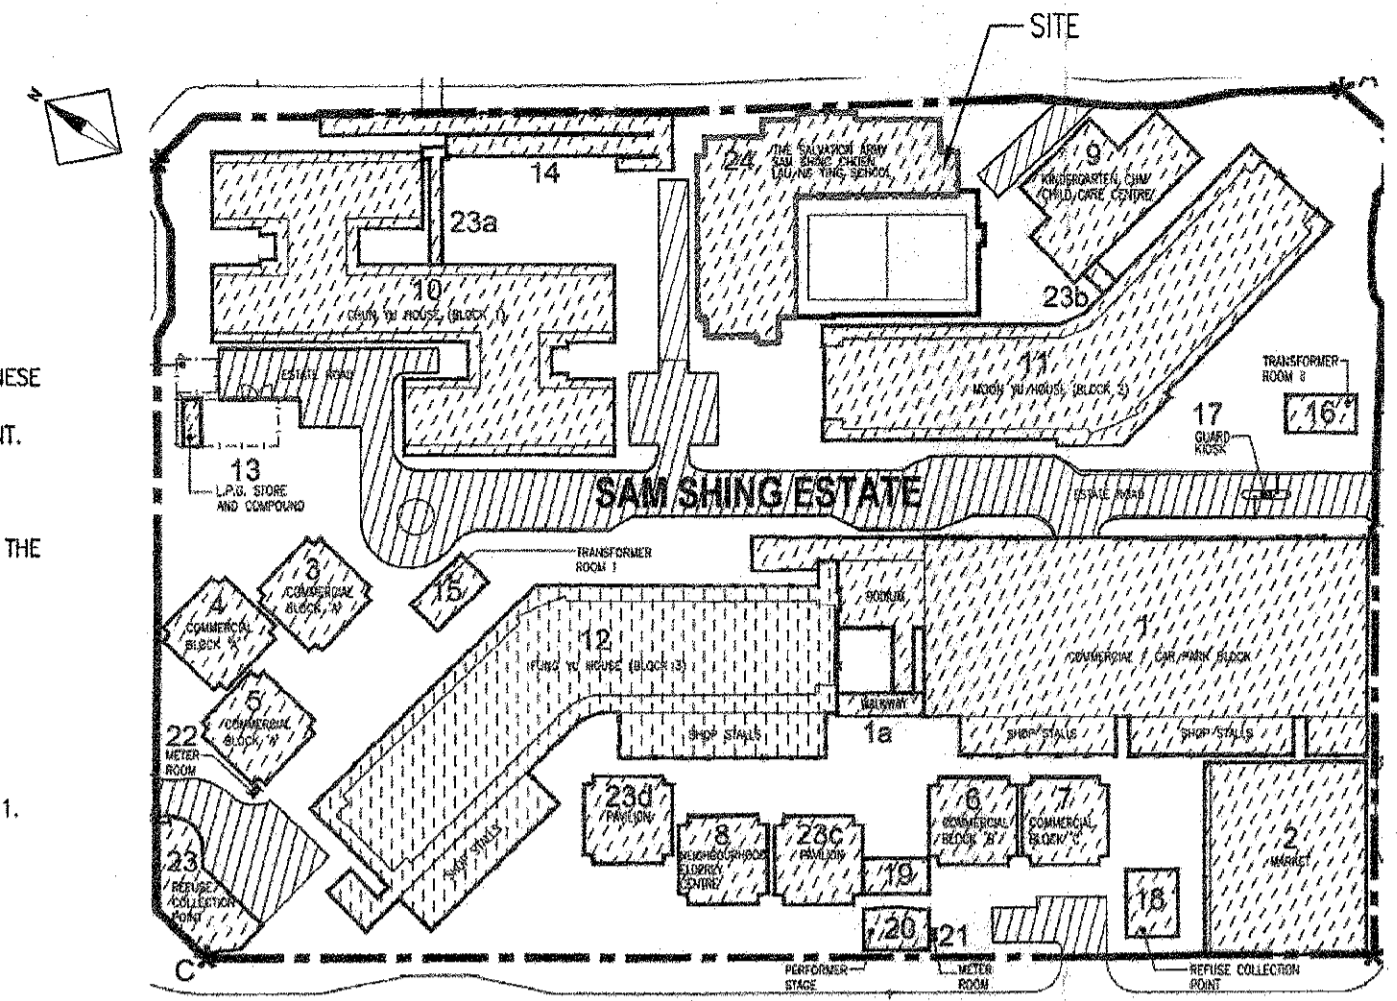 SITE
N
24
THE SALVATION ARMY
SAM SHING CHUEN
LAU NG YING SCHOOL
9
KINDERGARTEN CUM
CHILD CARE CENTRE
14
23a
10
CHUN YU HOUSE (BLOCK 1)
23b
11
MOON YU HOUSE (BLOCK 2)
TRANSFORMER
ROOM
16
17
GUARD
KIOSK
NESE
NT.
ESTATE ROAD
13
L.P.G. STORE
AND COMPOUND
SAM SHING ESTATE
ESTATE ROAD
THE
TRANSFORMER
ROOM 1
15
3
COMMERCIAL
BLOCK 'A'
4
COMMERCIAL
BLOCK 'A'
5
COMMERCIAL
BLOCK 'A'
22
METER
ROOM
12
FUNG YU HOUSE (BLOCK 3)
PODIUM
1
COMMERCIAL / CAR PARK BLOCK
WALKWAY
1a
SHOP STALLS
SHOP STALLS
SHOP STALLS
SHOP STALLS
1.
23
REFUSE
COLLECTION
POINT
23d
PAVILION
8
NEIGHBOURHOOD
ELDERLY
CENTRE
23c
PAVILION
6
COMMERCIAL
BLOCK 'B'
7
COMMERCIAL
BLOCK 'C'
2
MARKET
19
18
20
21
C
PERFORMER
STAGE
METER
ROOM
REFUSE COLLECTION
POINT